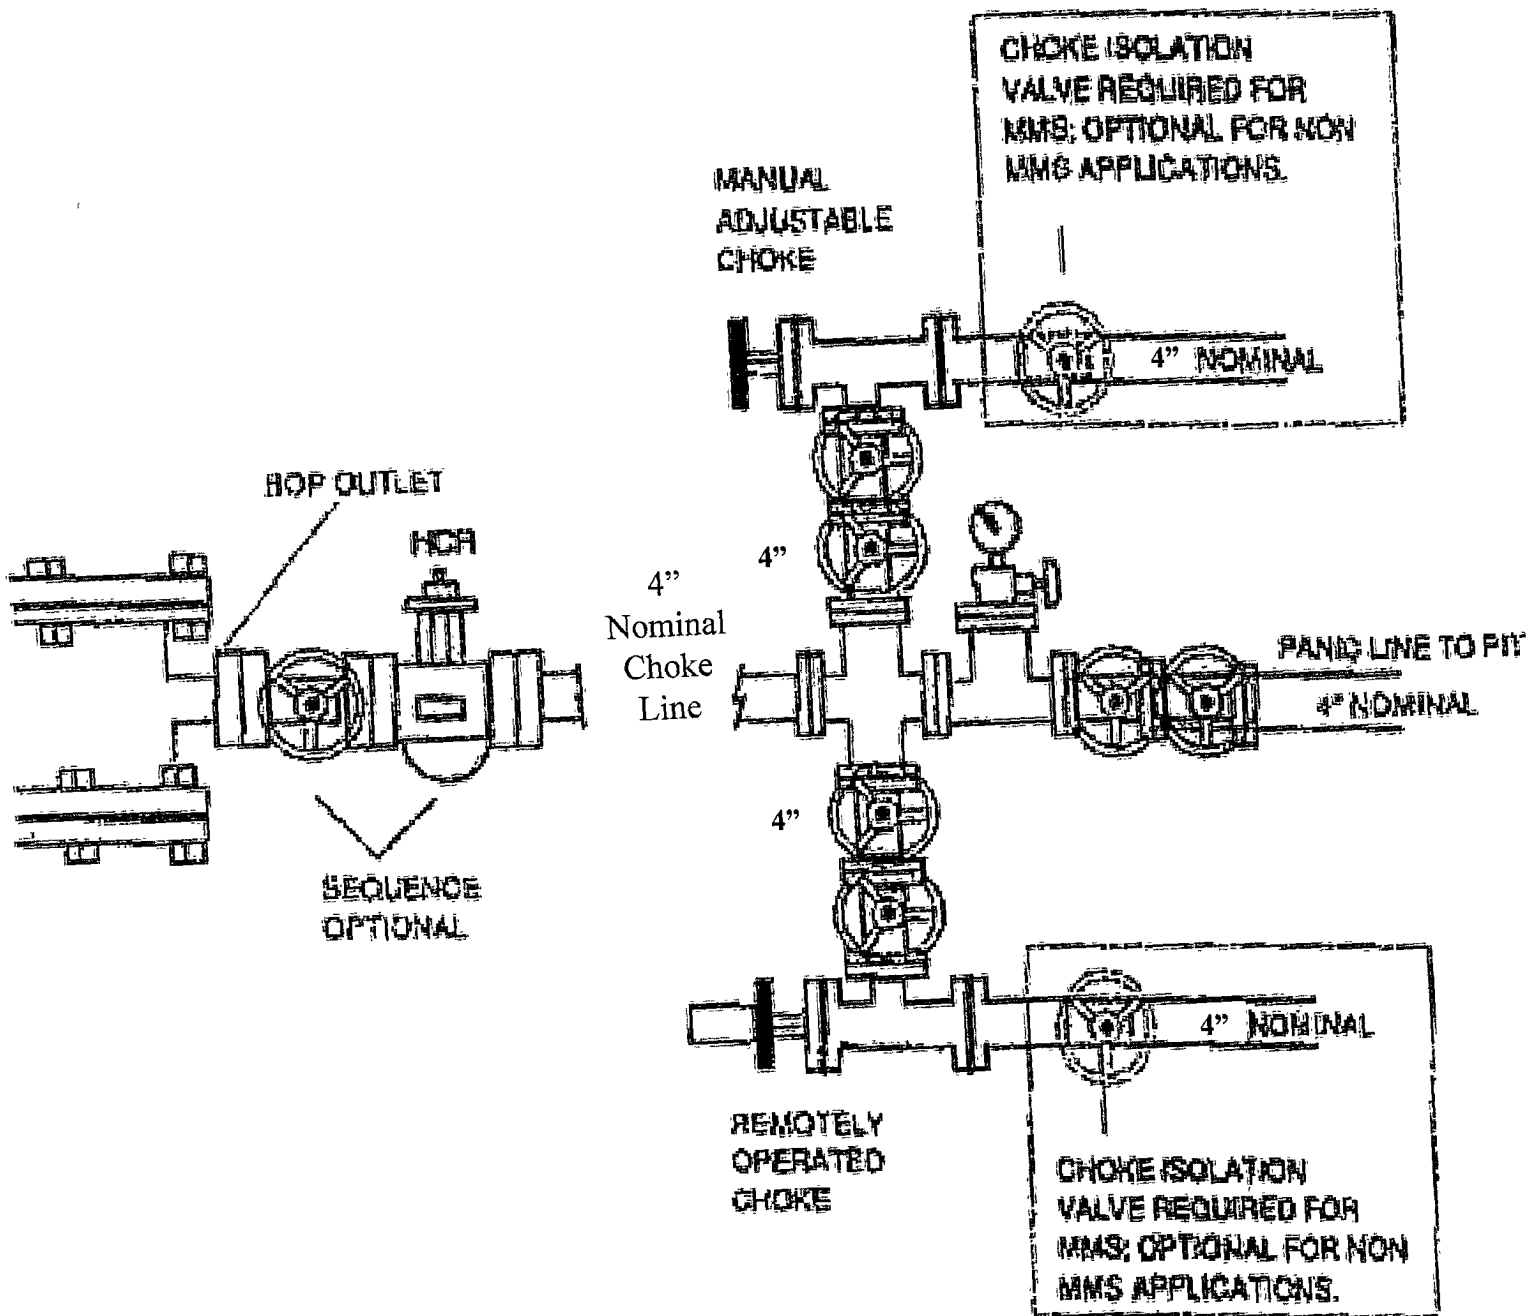 CHOKE ISOLATION
VALVE REQUIRED FOR
MMS; OPTIONAL FOR NON
MMS APPLICATIONS.
MANUAL
ADJUSTABLE
CHOKE
4” NOMINAL
BOP OUTLET
HCR
4”
4”
Nominal
Choke
Line
PANIC LINE TO PIT
4" NOMINAL
4”
SEQUENCE
OPTIONAL
4” NOMINAL
REMOTELY
OPERATED
CHOKE
CHOKE ISOLATION
VALVE REQUIRED FOR
MMS; OPTIONAL FOR NON
MMS APPLICATIONS.